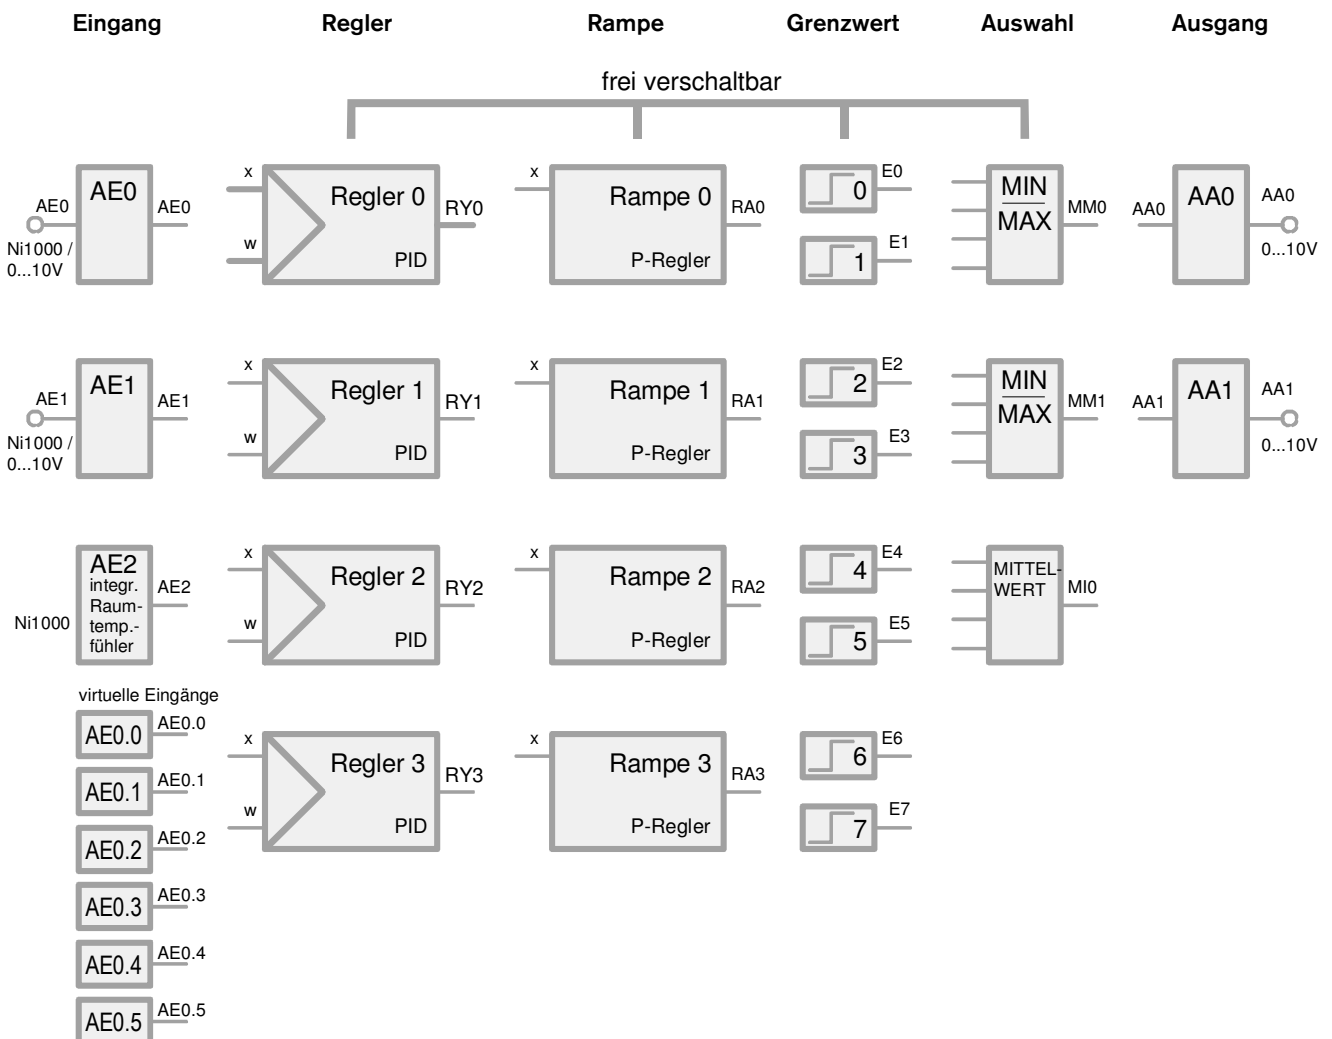 Eingang Regler Rampe Grenzwert Auswahl Ausgang
frei verschaltbar
AE0
Ni1000 /
0...10V
AE0
AE0
x
w
Regler 0
PID
RY0
x
Rampe 0
P-Regler
RA0
0
E0
1
E1
MIN
MAX
MM0
AA0
AA0
AA0
0...10V
AE1
Ni1000 /
0...10V
AE1
AE1
x
w
Regler 1
PID
RY1
x
Rampe 1
P-Regler
RA1
2
E2
3
E3
MIN
MAX
MM1
AA1
AA1
AA1
0...10V
Ni1000
AE2
integr.
Raum-
temp.-
fühler
AE2
x
w
Regler 2
PID
RY2
x
Rampe 2
P-Regler
RA2
4
E4
5
E5
MITTEL-
WERT
MI0
virtuelle Eingänge
AE0.0 AE0.0
AE0.1 AE0.1
AE0.2 AE0.2
AE0.3 AE0.3
AE0.4 AE0.4
AE0.5 AE0.5
x
w
Regler 3
PID
RY3
x
Rampe 3
P-Regler
RA3
6
E6
7
E7